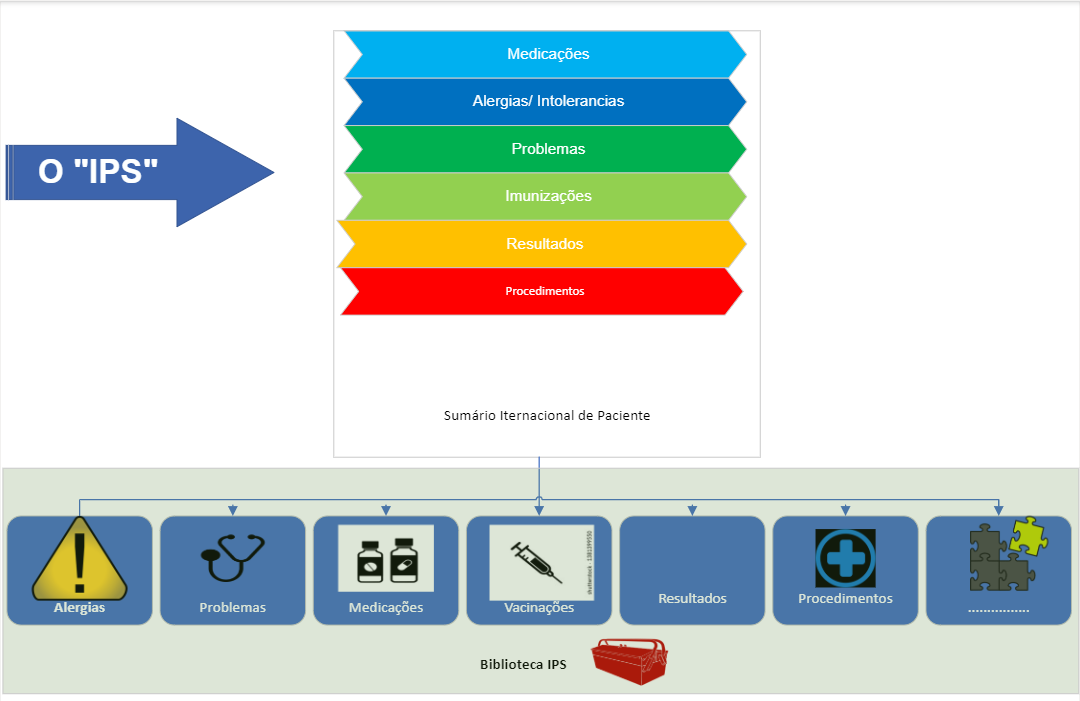 Medicações
Alergias/ Intolerancias
O "IPS"
Problemas
Imunizações
Resultados
Procedimentos
Sumário Iternacional de Paciente
Alergias
Problemas
Medicações
Vacinações
Resultados
Procedimentos
................
Biblioteca IPS